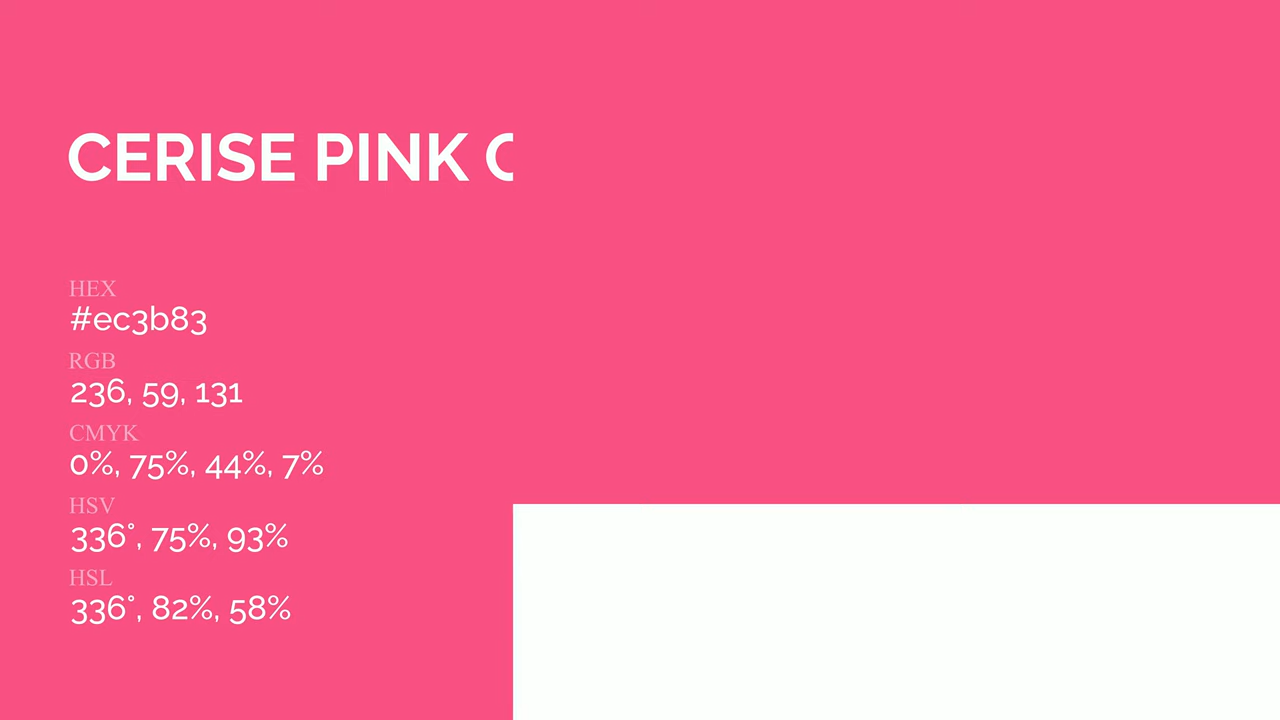 CERISE PINK C
HEX
#ec3b83
RGB
236, 59, 131
CMYK
0%, 75%, 44%, 7%
HSV
336°, 75%, 93%
HSL
336°, 82%, 58%